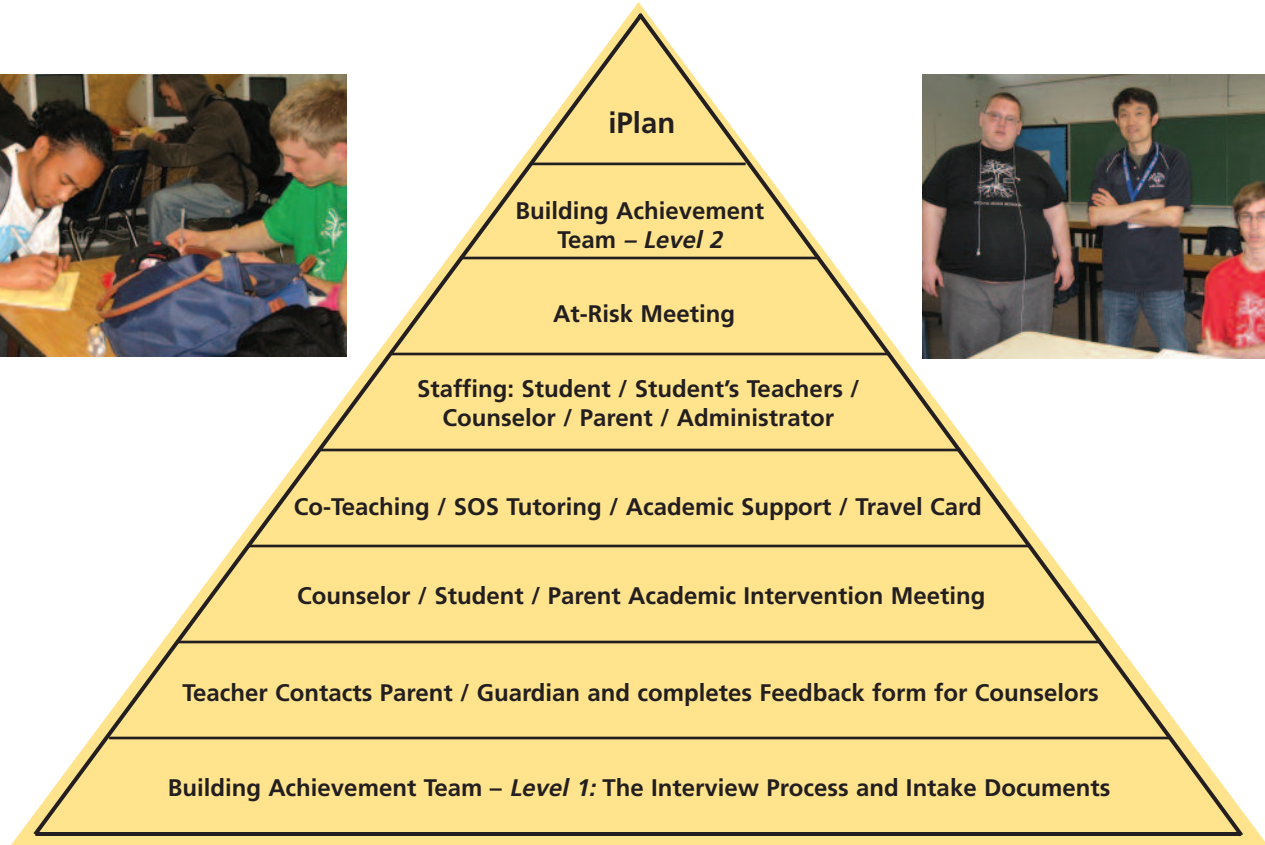 iPlan
Building Achievement
Team – Level 2
At-Risk Meeting
Staffing: Student / Student’s Teachers /
Counselor / Parent / Administrator
Co-Teaching / SOS Tutoring / Academic Support / Travel Card
Counselor / Student / Parent Academic Intervention Meeting
Teacher Contacts Parent / Guardian and completes Feedback form for Counselors
Building Achievement Team – Level 1: The Interview Process and Intake Documents